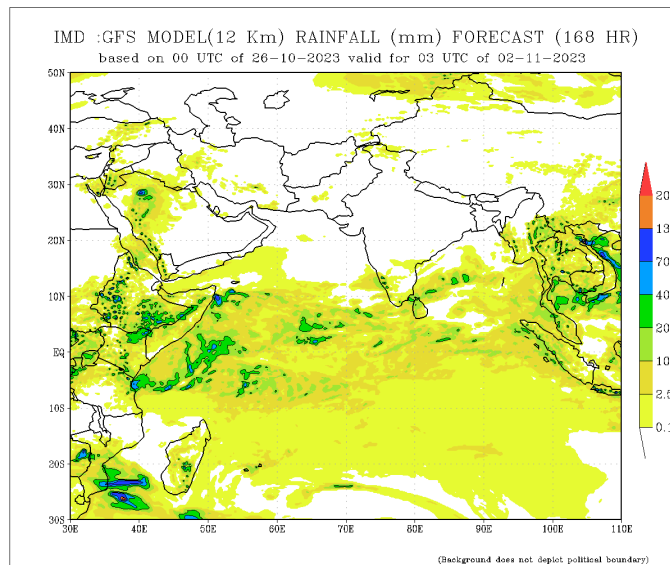 IMD :GFS MODEL(12 Km) RAINFALL (mm) FORECAST (168 HR)
based on 00 UTC of 26-10-2023 valid for 03 UTC of 02-11-2023
50N
40N
30N
20N
10N
EQ
10S
20S
30S
30E 40E 50E 60E 70E 80E 90E 100E 110E
20
13
70
40
20
10
2.5
0.1
(Background does not depict political boundary)